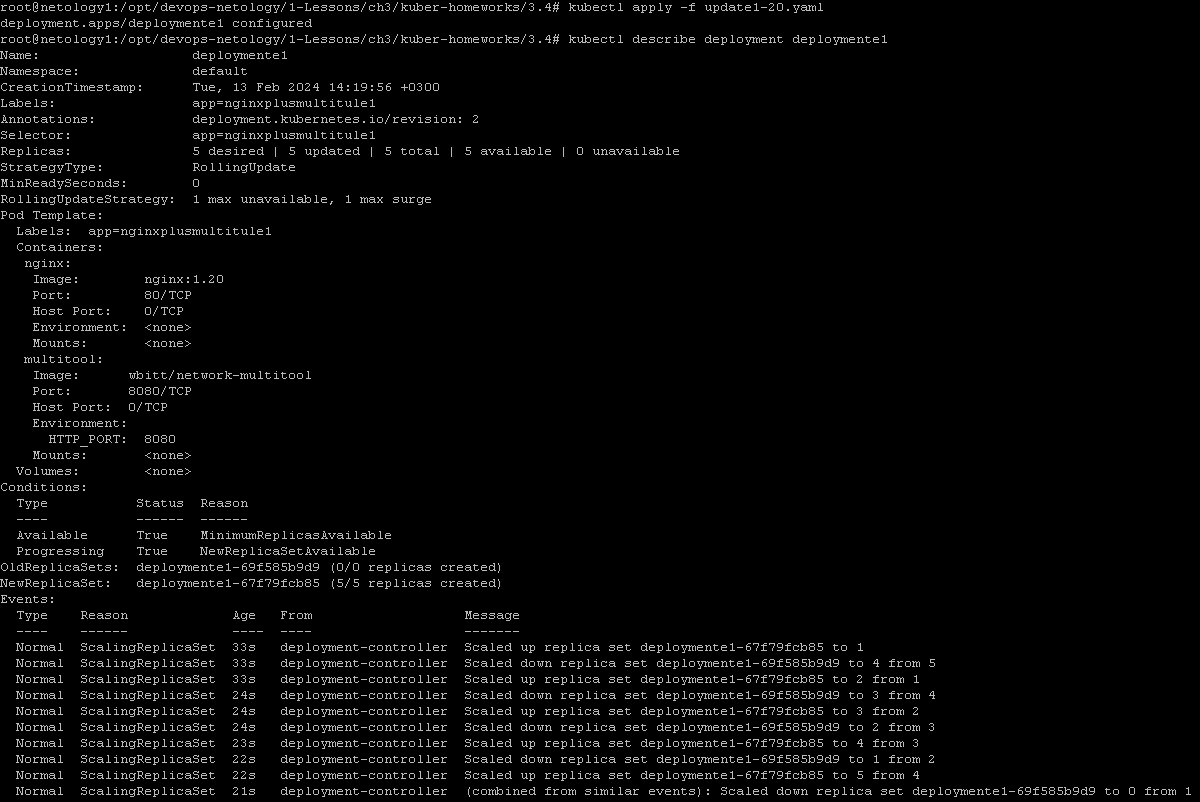 root@netology1:/opt/devops-netology/1-Lessons/ch3/kuber-homeworks/3.4# kubectl apply -f update1-20.yaml
deployment.apps/deploymente1 configured
root@netology1:/opt/devops-netology/1-Lessons/ch3/kuber-homeworks/3.4# kubectl describe deployment deploymente1
Name:                   deploymente1
Namespace:              default
CreationTimestamp:      Tue, 13 Feb 2024 14:19:56 +0300
Labels:                 app=nginxplusmultitule1
Annotations:            deployment.kubernetes.io/revision: 2
Selector:               app=nginxplusmultitule1
Replicas:               5 desired | 5 updated | 5 total | 5 available | 0 unavailable
StrategyType:           RollingUpdate
MinReadySeconds:        0
RollingUpdateStrategy:  1 max unavailable, 1 max surge
Pod Template:
  Labels:  app=nginxplusmultitule1
  Containers:
   nginx:
    Image:        nginx:1.20
    Port:         80/TCP
    Host Port:    0/TCP
    Environment:  <none>
    Mounts:       <none>
   multitool:
    Image:      wbitt/network-multitool
    Port:       8080/TCP
    Host Port:  0/TCP
    Environment:
      HTTP_PORT:  8080
    Mounts:       <none>
  Volumes:        <none>
Conditions:
  Type           Status  Reason
  ----           ------  ------
  Available      True    MinimumReplicasAvailable
  Progressing    True    NewReplicaSetAvailable
OldReplicaSets:  deploymente1-69f585b9d9 (0/0 replicas created)
NewReplicaSet:   deploymente1-67f79fcb85 (5/5 replicas created)
Events:
  Type    Reason             Age   From                   Message
  ----    ------             ----  ----                   -------
  Normal  ScalingReplicaSet  33s   deployment-controller  Scaled up replica set deploymente1-67f79fcb85 to 1
  Normal  ScalingReplicaSet  33s   deployment-controller  Scaled down replica set deploymente1-69f585b9d9 to 4 from 5
  Normal  ScalingReplicaSet  33s   deployment-controller  Scaled up replica set deploymente1-67f79fcb85 to 2 from 1
  Normal  ScalingReplicaSet  24s   deployment-controller  Scaled down replica set deploymente1-69f585b9d9 to 3 from 4
  Normal  ScalingReplicaSet  24s   deployment-controller  Scaled up replica set deploymente1-67f79fcb85 to 3 from 2
  Normal  ScalingReplicaSet  24s   deployment-controller  Scaled down replica set deploymente1-69f585b9d9 to 2 from 3
  Normal  ScalingReplicaSet  23s   deployment-controller  Scaled up replica set deploymente1-67f79fcb85 to 4 from 3
  Normal  ScalingReplicaSet  22s   deployment-controller  Scaled down replica set deploymente1-69f585b9d9 to 1 from 2
  Normal  ScalingReplicaSet  22s   deployment-controller  Scaled up replica set deploymente1-67f79fcb85 to 5 from 4
  Normal  ScalingReplicaSet  21s   deployment-controller  (combined from similar events): Scaled down replica set deploymente1-69f585b9d9 to 0 from 1